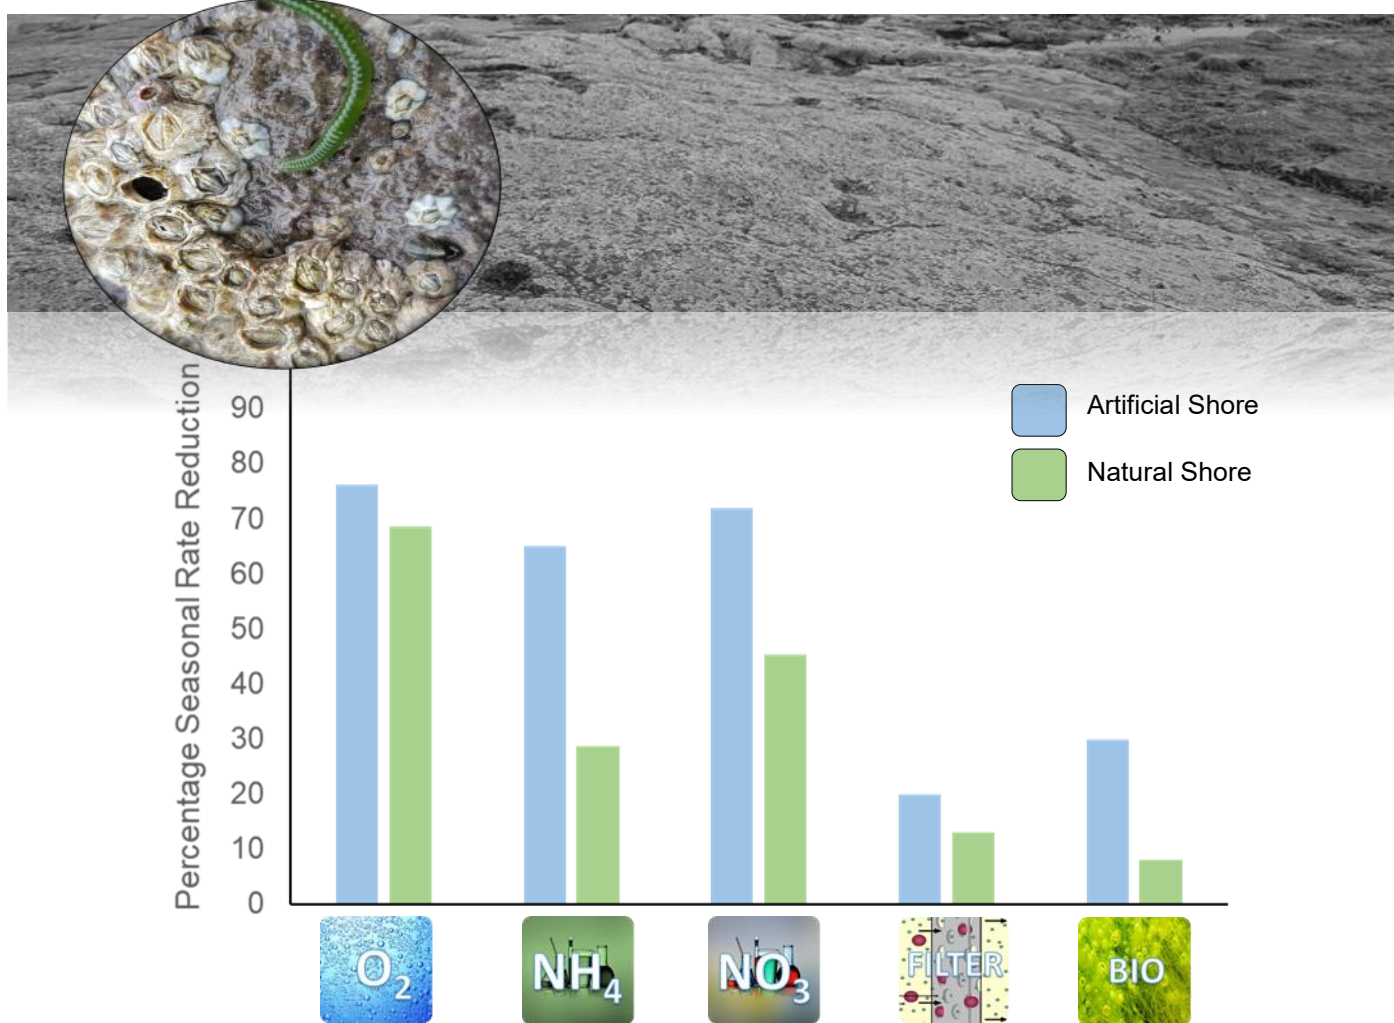 Percentage Seasonal Rate Reduction
90
80
70
60
50
40
30
20
10
0
Artificial Shore
Natural Shore
O₂
NH₄
NO₃
FILTER
BIO